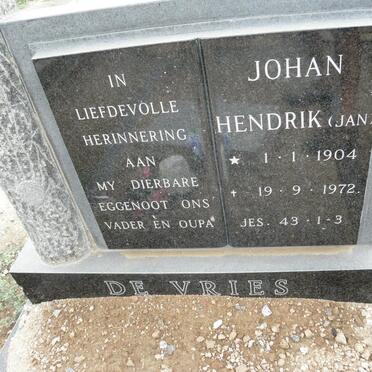 IN
LIEFDEVOLLE
HERINNERING
AAN
MY DIERBARE
EGGENOOT ONS
VADER EN OUPA
JOHAN
HENDRIK (JAN)
★ 1·1·1904
✝ 19·9·1972.
JES. 43·1-3
DE VRIES